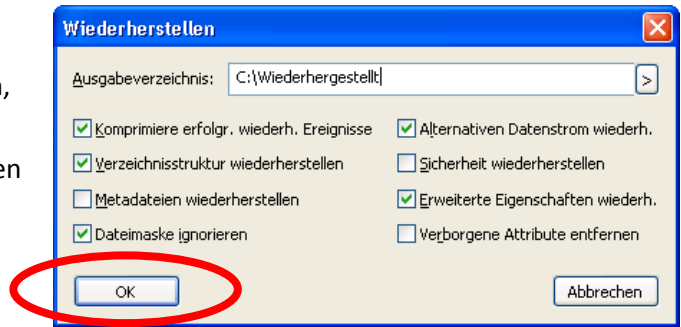 Wiederherstellen
,
en
Ausgabeverzeichnis: C:\Wiederhergestellt >
Komprimiere erfolgr. wiederh. Ereignisse
Alternativen Datenstrom wiederh.
Verzeichnisstruktur wiederherstellen
Sicherheit wiederherstellen
Metadateien wiederherstellen
Erweiterte Eigenschaften wiederh.
Dateimaske ignorieren
Verborgene Attribute entfernen
OK
Abbrechen